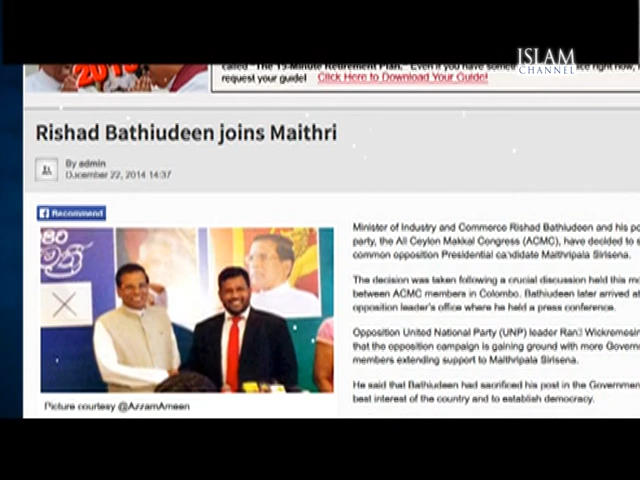 ISLAM
CHANNEL
2015
called "The 15-Minute Retirement Plan." Even if you have right now,
request your guide! Click Here to Download Your Guide!
Rishad Bathiudeen joins Maithri
By admin
December 22, 2014 14:37
Recommend
Minister of Industry and Commerce Rishad Bathiudeen and his
party, the All Ceylon Makkal Congress (ACMC), have decided to
common opposition Presidential candidate Maithripala Sirisena.
The decision was taken following a crucial discussion held this
between ACMC members in Colombo. Bathiudeen later arrived
opposition leader's office where he held a press conference.
Opposition United National Party (UNP) leader
that the opposition campaign is gaining ground with more
members extending support to Maithripala Sirisena.
He said that Bathiudeen had sacrificed his post in the Government
best interest of the country and to establish democracy.
Picture courtesy @AzzamAmeen